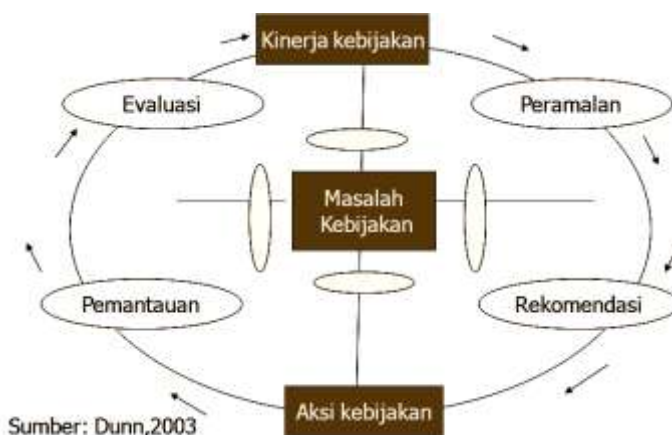 Kinerja kebijakan
Evaluasi
Peramalan
Masalah
Kebijakan
Pemantauan
Rekomendasi
Aksi kebijakan
Sumber: Dunn,2003